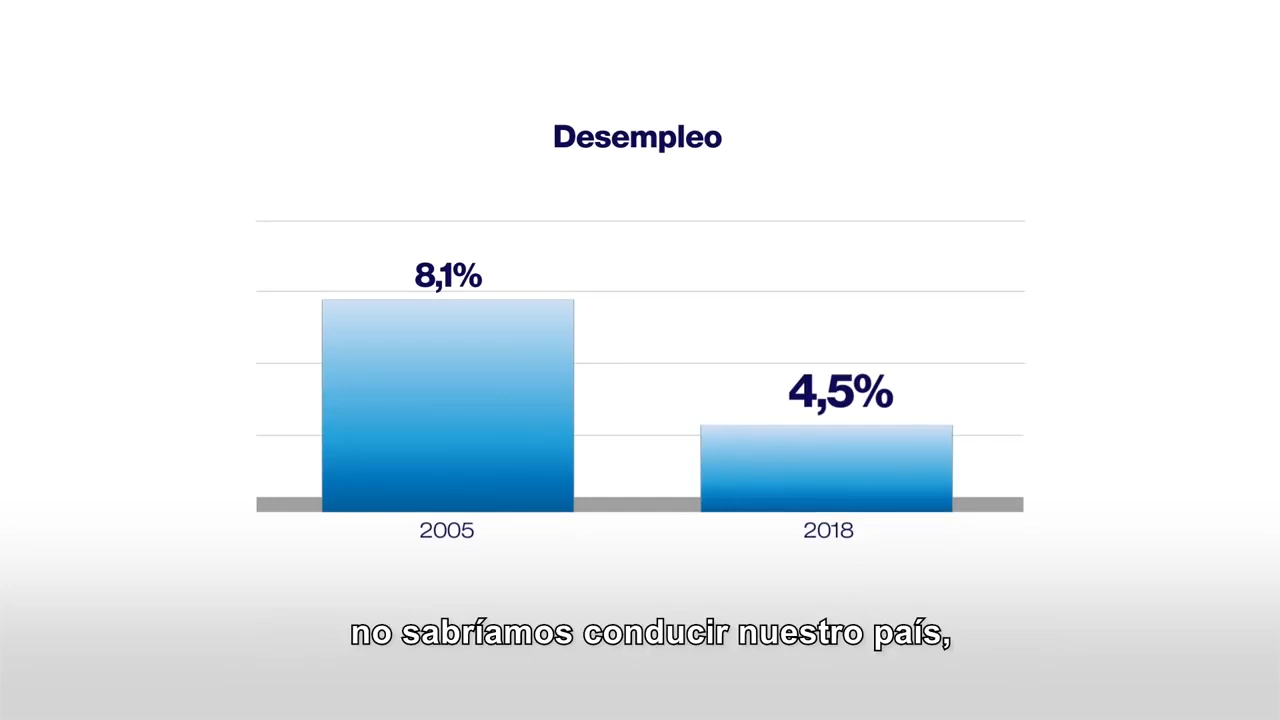 Desempleo
8,1%
4,5%
2005
2018
no sabríamos conducir nuestro país,